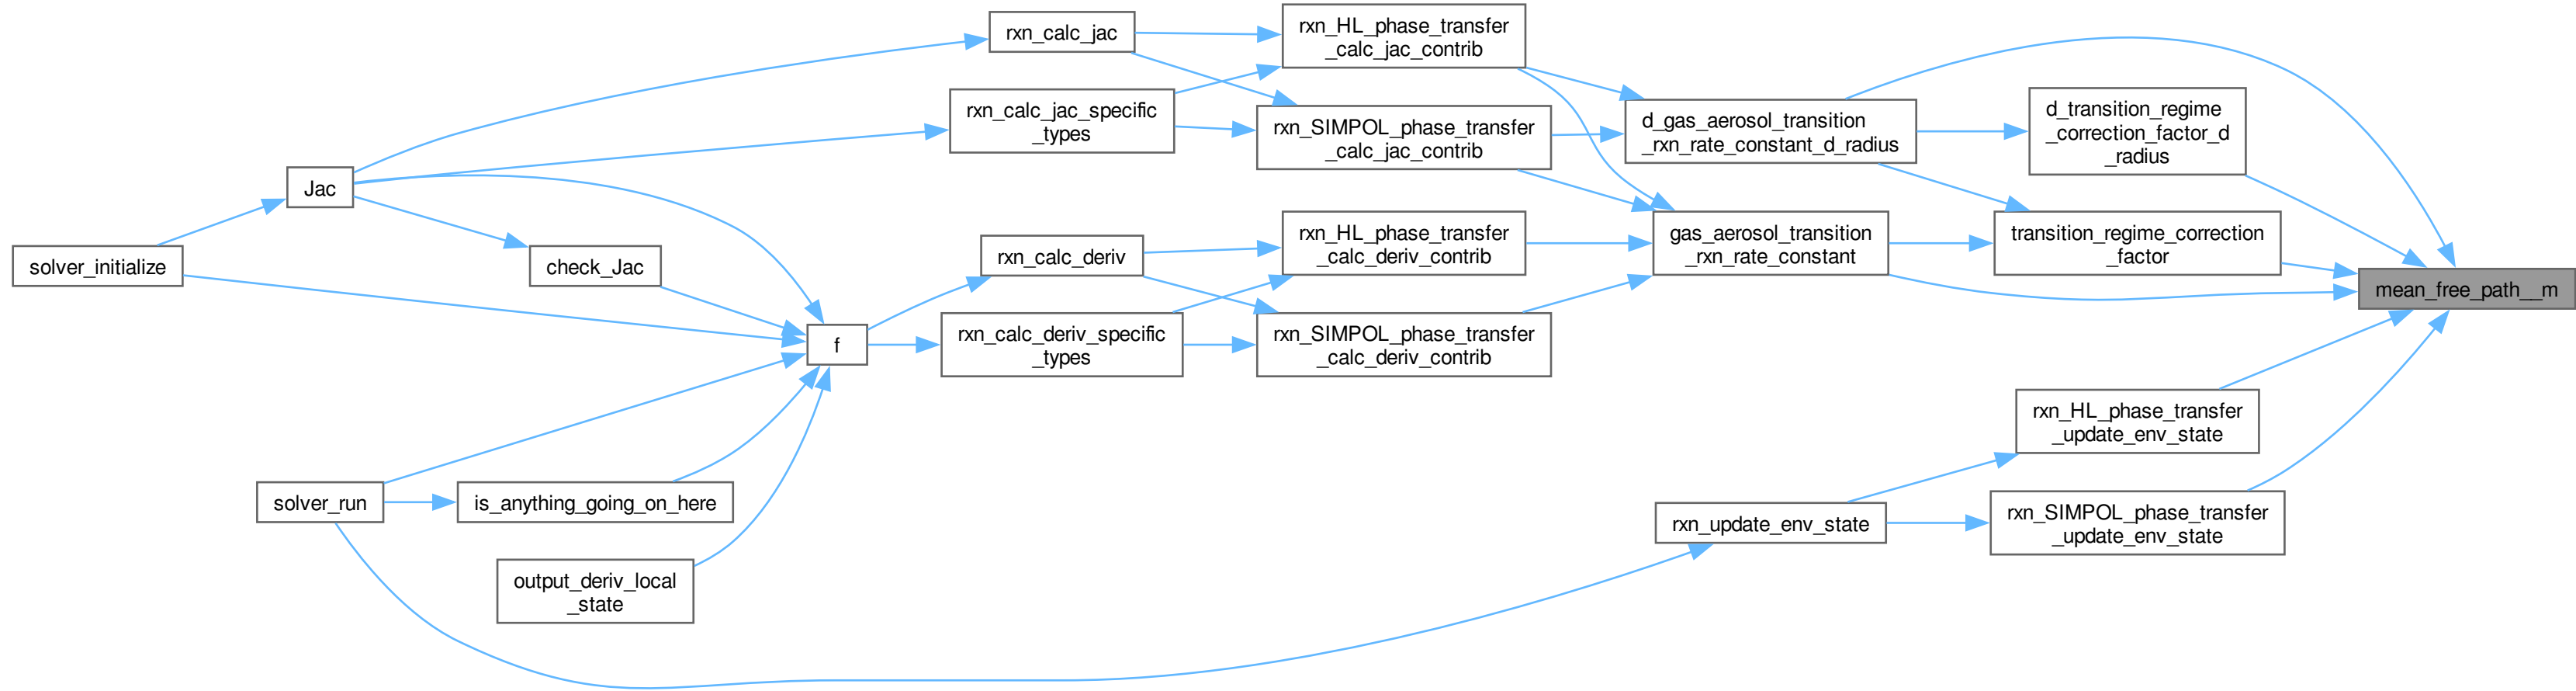 rxn_calc_jac
rxn_HL_phase_transfer
_calc_jac_contrib
rxn_calc_jac_specific
_types
rxn_SIMPOL_phase_transfer
_calc_jac_contrib
d_gas_aerosol_transition
_rxn_rate_constant_d_radius
d_transition_regime
_correction_factor_d
_radius
Jac
solver_initialize
check_Jac
rxn_calc_deriv
rxn_HL_phase_transfer
_calc_deriv_contrib
gas_aerosol_transition
_rxn_rate_constant
transition_regime_correction
_factor
mean_free_path__m
f
rxn_calc_deriv_specific
_types
rxn_SIMPOL_phase_transfer
_calc_deriv_contrib
rxn_HL_phase_transfer
_update_env_state
solver_run
is_anything_going_on_here
rxn_update_env_state
rxn_SIMPOL_phase_transfer
_update_env_state
output_deriv_local
_state